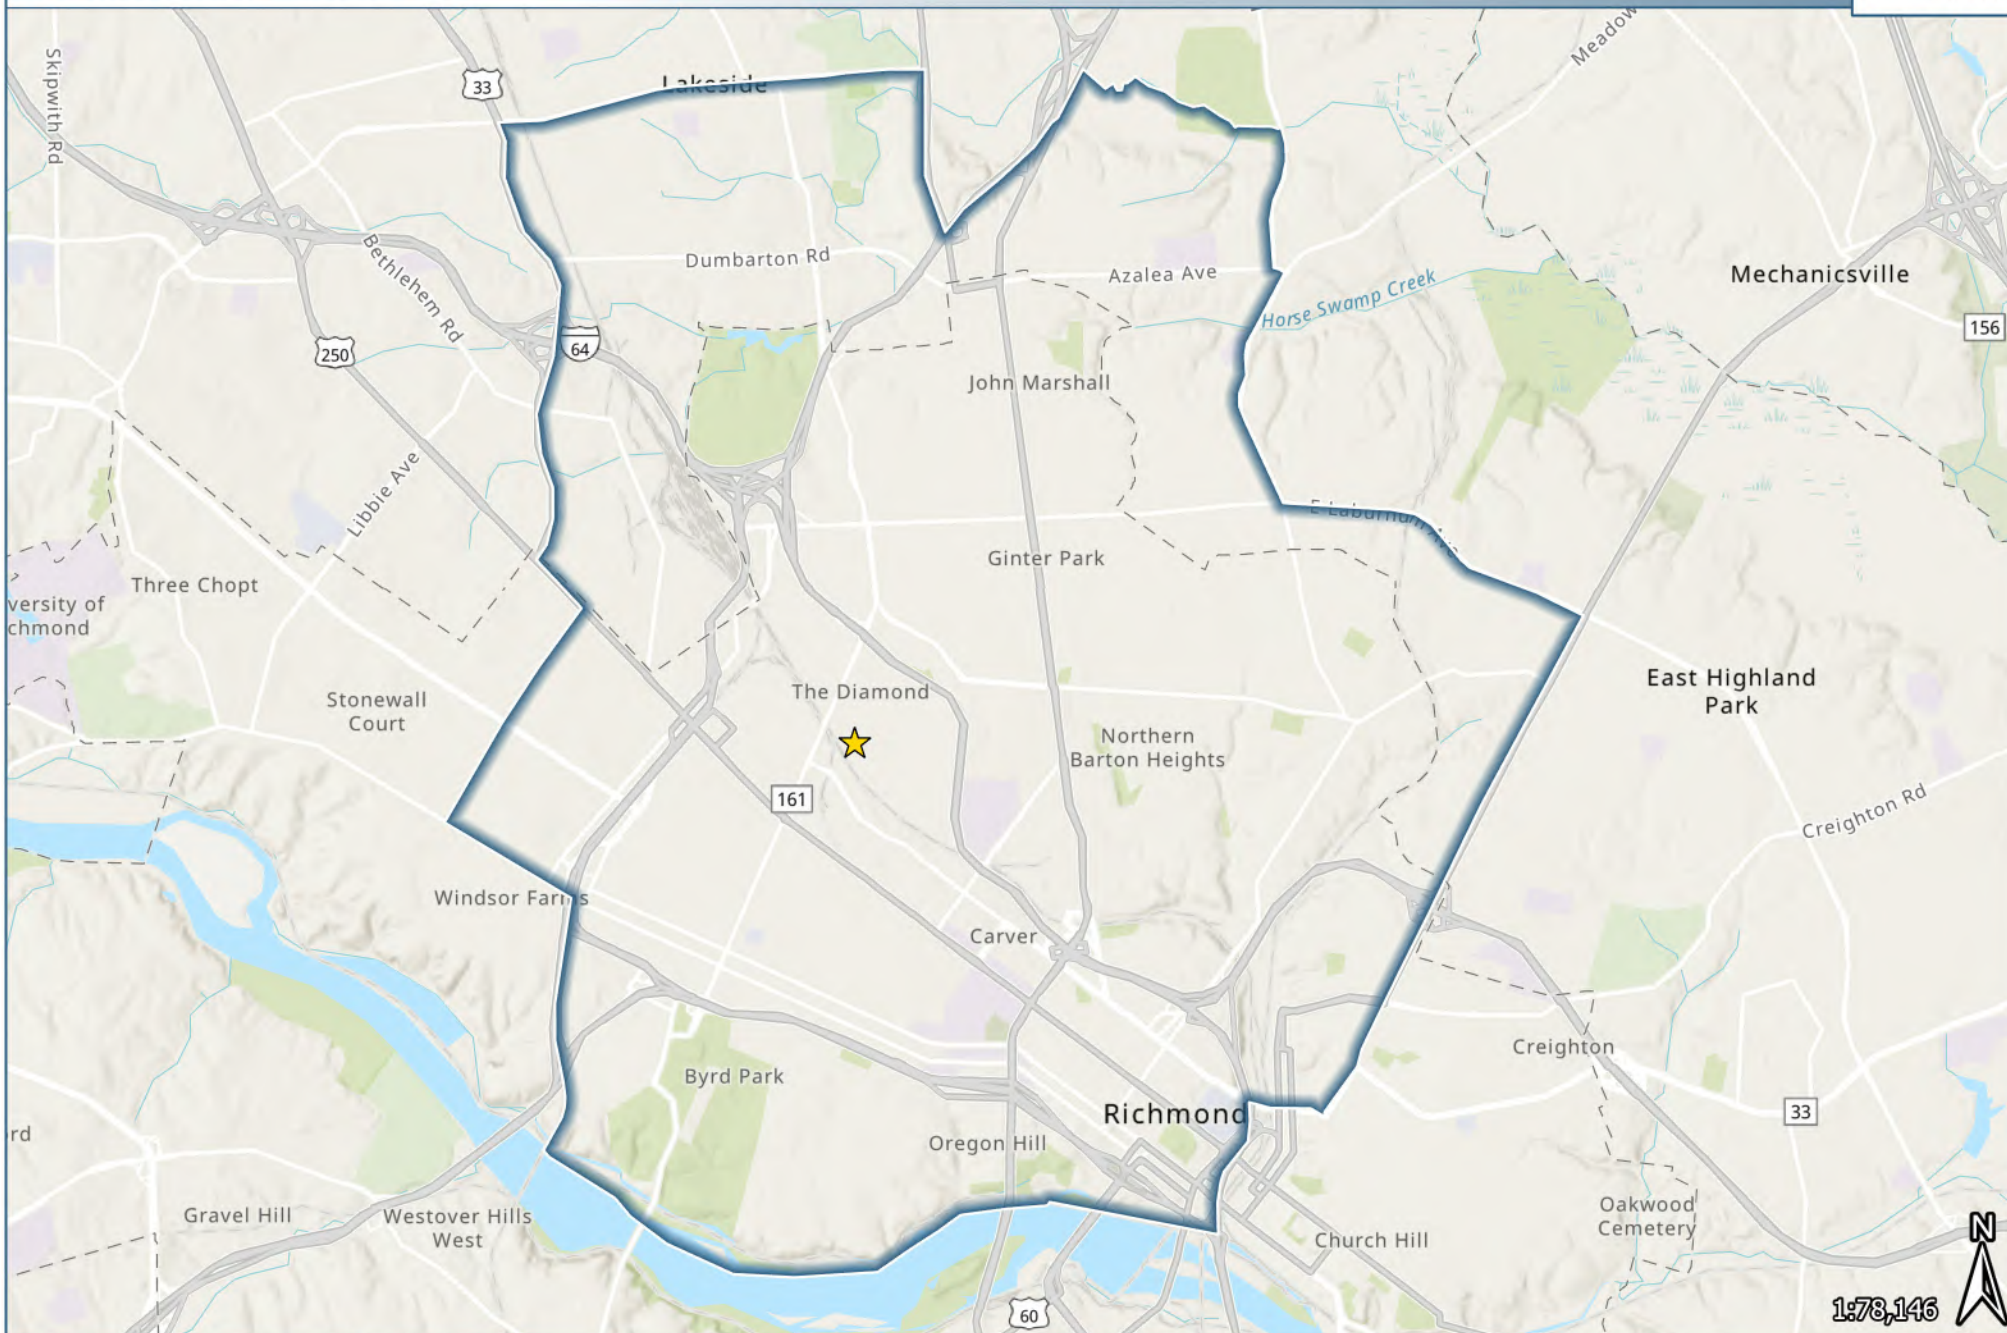 Skipwith Rd
33
Lakeside
Meadow
Bethlehem Rd
Dumbarton Rd
Azalea Ave
Horse Swamp Creek
Mechanicsville
156
250
64
John Marshall
Libbie Ave
E Laburnum Ave
Ginter Park
Three Chopt
versity of
chmond
Stonewall
Court
The Diamond
East Highland
Park
Northern
Barton Heights
161
Creighton Rd
Windsor Farms
Carver
Creighton
Byrd Park
Richmond
33
Oregon Hill
rd
Gravel Hill
Westover Hills
West
Church Hill
Oakwood
Cemetery
60
N
1:78,146